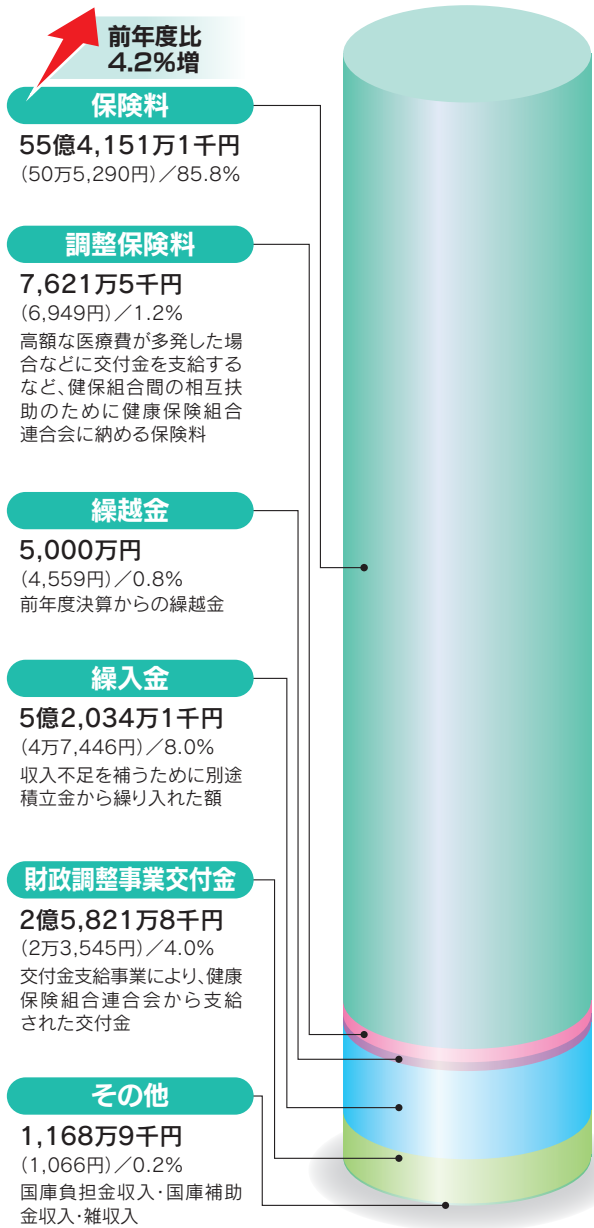 前年度比
4.2%増
保険料
55億4,151万1千円
(50万5,290円)／85.8%
調整保険料
7,621万5千円
(6,949円)／1.2%
高額な医療費が多発した場
合などに交付金を支給する
など、健保組合間の相互扶
助のために健康保険組合
連合会に納める保険料
繰越金
5,000万円
(4,559円)／0.8%
前年度決算からの繰越金
繰入金
5億2,034万1千円
(4万7,446円)／8.0%
収入不足を補うために別途
積立金から繰り入れた額
財政調整事業交付金
2億5,821万8千円
(2万3,545円)／4.0%
交付金支給事業により、健康
保険組合連合会から支給
された交付金
その他
1,168万9千円
(1,066円)／0.2%
国庫負担金収入・国庫補助
金収入・雑収入